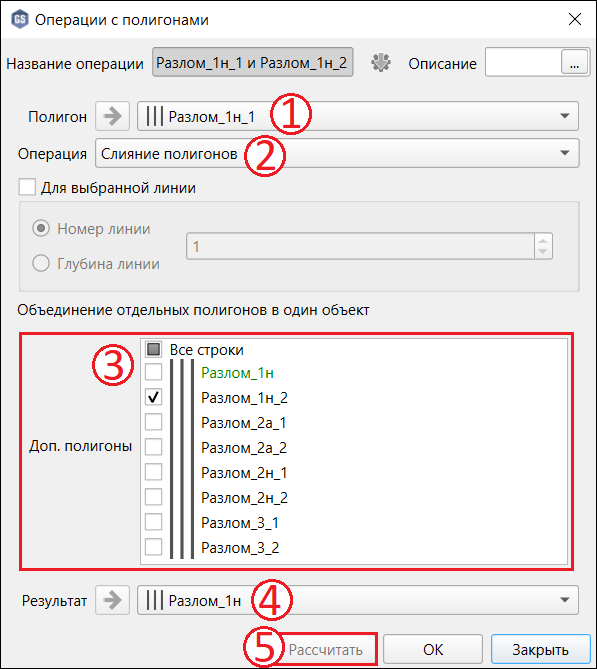 GS Операции с полигонами
Название операции Разлом_1н_1 и Разлом_1н_2 Описание ...
Полигон Разлом_1н_1 1
Операция Слияние полигонов 2
Для выбранной линии
Номер линии
1
Глубина линии
Объединение отдельных полигонов в один объект
3 Все строки
Разлом_1н
Разлом_1н_2
Разлом_2а_1
Доп. полигоны
Разлом_2а_2
Разлом_2н_1
Разлом_2н_2
Разлом_3_1
Разлом_3_2
Результат Разлом_1н 4
5 Рассчитать ОК Закрыть